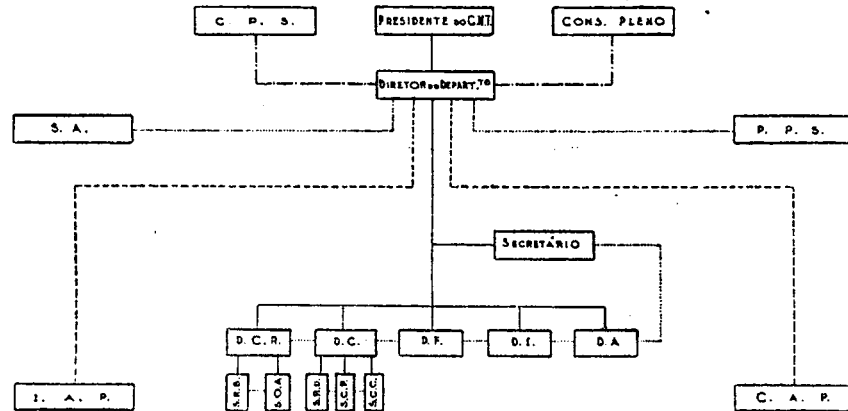 C. P. S.
PRESIDENTE DO C.N.T.
CONS. PLENO
DIRETOR DO DEPART.TO
S. A.
P. P. S.
SECRETÁRIO
D. C. R.
D. C.
D. F.
D. I.
D. A
S.R.B.
S.O.A
S.R.D.
S.C.P.
S.C.C.
I. A. P.
C. A. P.